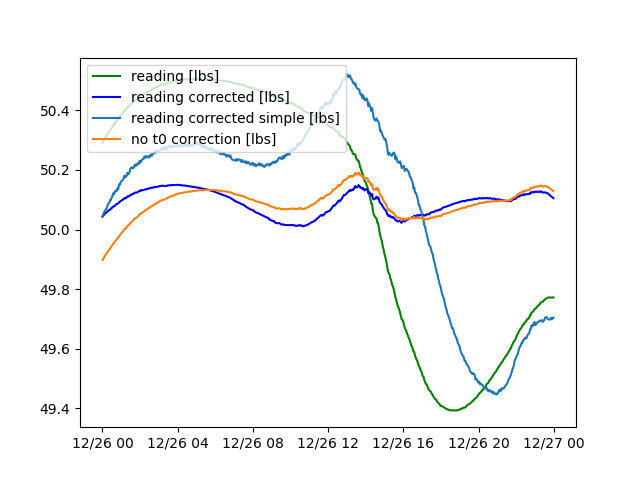 reading [lbs]
reading corrected [lbs]
reading corrected simple [lbs]
no t0 correction [lbs]
50.4
50.2
50.0
49.8
49.6
49.4
12/26 00 12/26 04 12/26 08 12/26 12 12/26 16 12/26 20 12/27 00